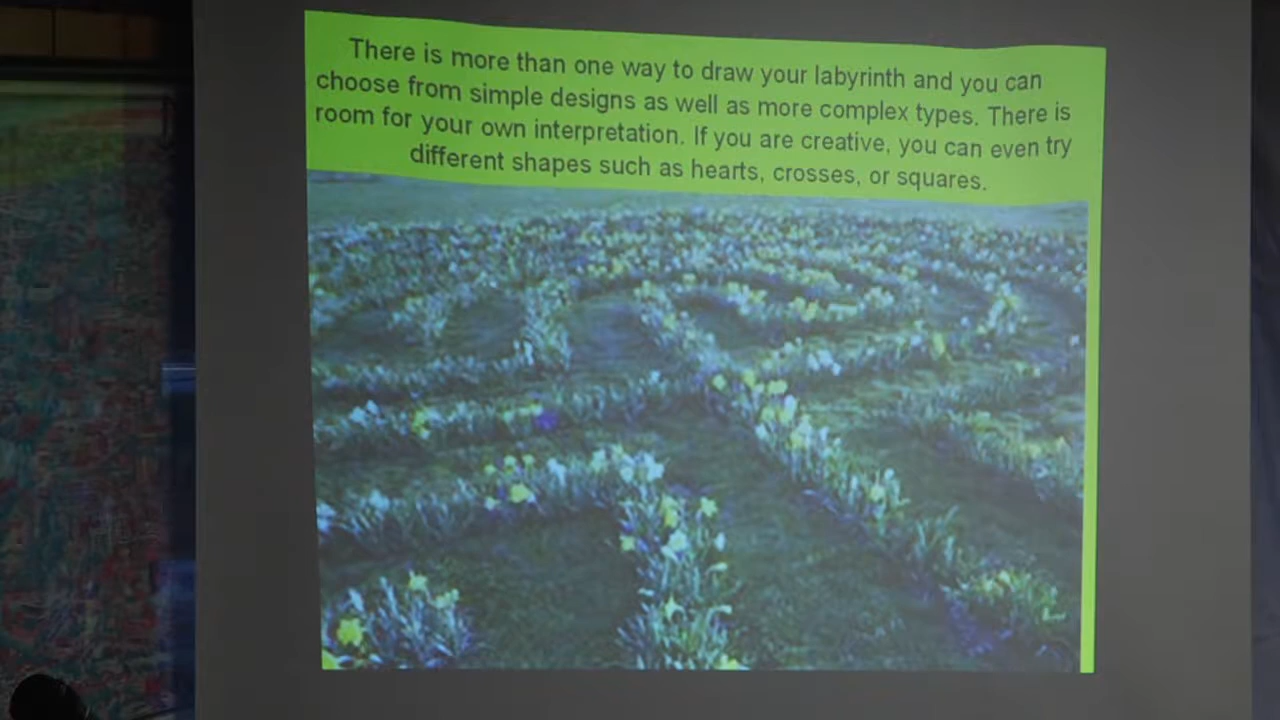 There is more than one way to draw your labyrinth and you can
choose from simple designs as well as more complex types. There is
room for your own interpretation. If you are creative, you can even try
different shapes such as hearts, crosses, or squares.